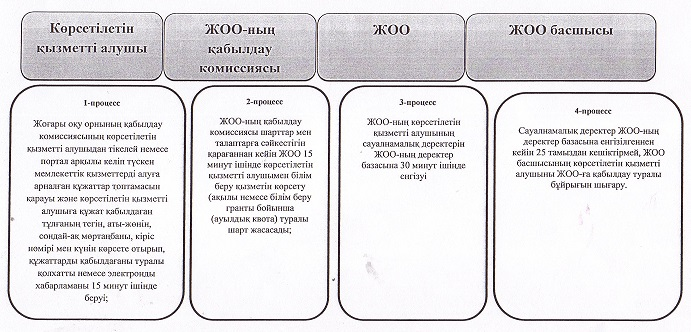 Көрсетілетін
қызметті алушы
ЖОО-ның
қабылдау
комиссиясы
ЖОО
ЖОО басшысы
1-процесс
Жоғары оқу орнының қабылдау
комиссиясының көрсетілетін
қызметті алушыдан тікелей немесе
портал арқылы келіп түскен
мемлекеттік қызметтерді алуға
арналған құжаттар топтамасын
қарауы және көрсетілетін қызметті
алушыға құжат қабылдаған
тұлғаның тегін, аты-жөнін,
сондай-ақ мөртаңбаны, кіріс
нөмірі мен күнін көрсете отырып,
құжаттарды қабылдағаны туралы
қолхатты немесе электронды
хабарламаны 15 минут ішінде
беруі;
2-процесс
ЖОО-ның қабылдау
комиссиясы шарттар мен
талаптарға сәйкестігін
қарағаннан кейін ЖОО 15
минут ішінде көрсетілетін
қызметті алушымен білім
беру қызметін көрсету
(ақылы немесе білім беру
гранты бойынша
(ауылдық квота) туралы
шарт жасасады;
3-процесс
ЖОО-ның көрсетілетін
қызметті алушының
сауалнамалық деректерін
ЖОО-ның деректер
базасына 30 минут ішінде
енгізуі
4-процесс
Сауалнамалық деректер ЖОО-ның
деректер базасына енгізілгеннен
кейін 25 тамыздан кешіктірмей, ЖОО
басшысының көрсетілетін қызметті
алушыны ЖОО-ға қабылдау туралы
бұйрығын шығару.